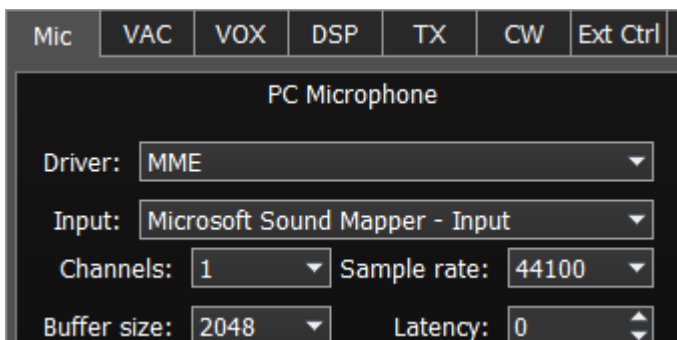 Mic VAC VOX DSP TX CW Ext Ctrl
PC Microphone
Driver: MME
Input: Microsoft Sound Mapper - Input
Channels: 1 Sample rate: 44100
Buffer size: 2048 Latency: 0